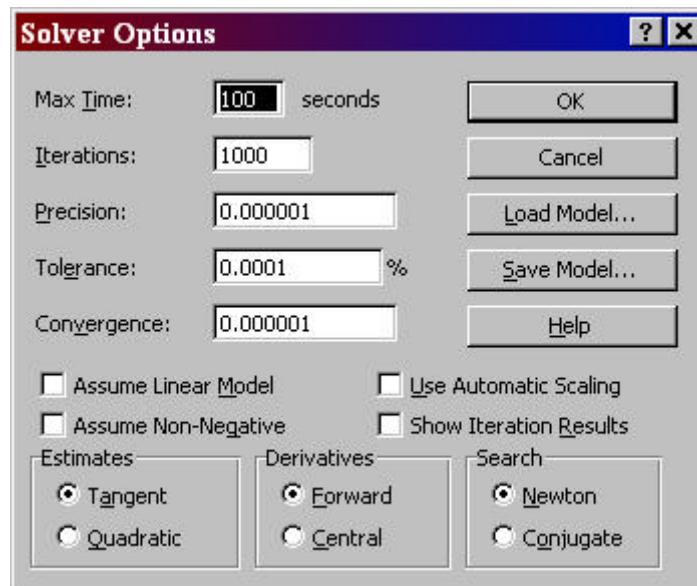 Solver Options
Max Time: 100 seconds OK
Iterations: 1000 Cancel
Precision: 0.000001 Load Model...
Tolerance: 0.0001 % Save Model...
Convergence: 0.000001 Help
Assume Linear Model Use Automatic Scaling
Assume Non-Negative Show Iteration Results
Estimates Derivatives Search
Tangent Forward Newton
Quadratic Central Conjugate